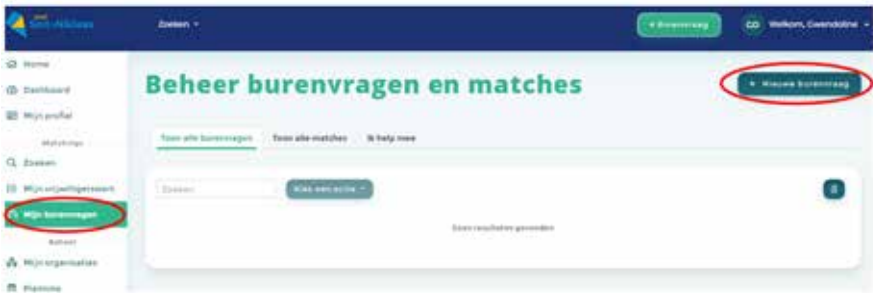 Sint-Niklaas
Zoeken
+ Burenvraag
GD Welkom, Gwendoline
Home
Dashboard
Mijn profiel
Matchings
Zoeken
Mijn vrijwilligerswerk
Mijn burenvragen
Beheer
Mijn organisaties
Planning
Beheer burenvragen en matches
+ Nieuwe burenvraag
Toon alle burenvragen Toon alle matches Ik help mee
Zoeken Kies een actie
Geen resultaten gevonden